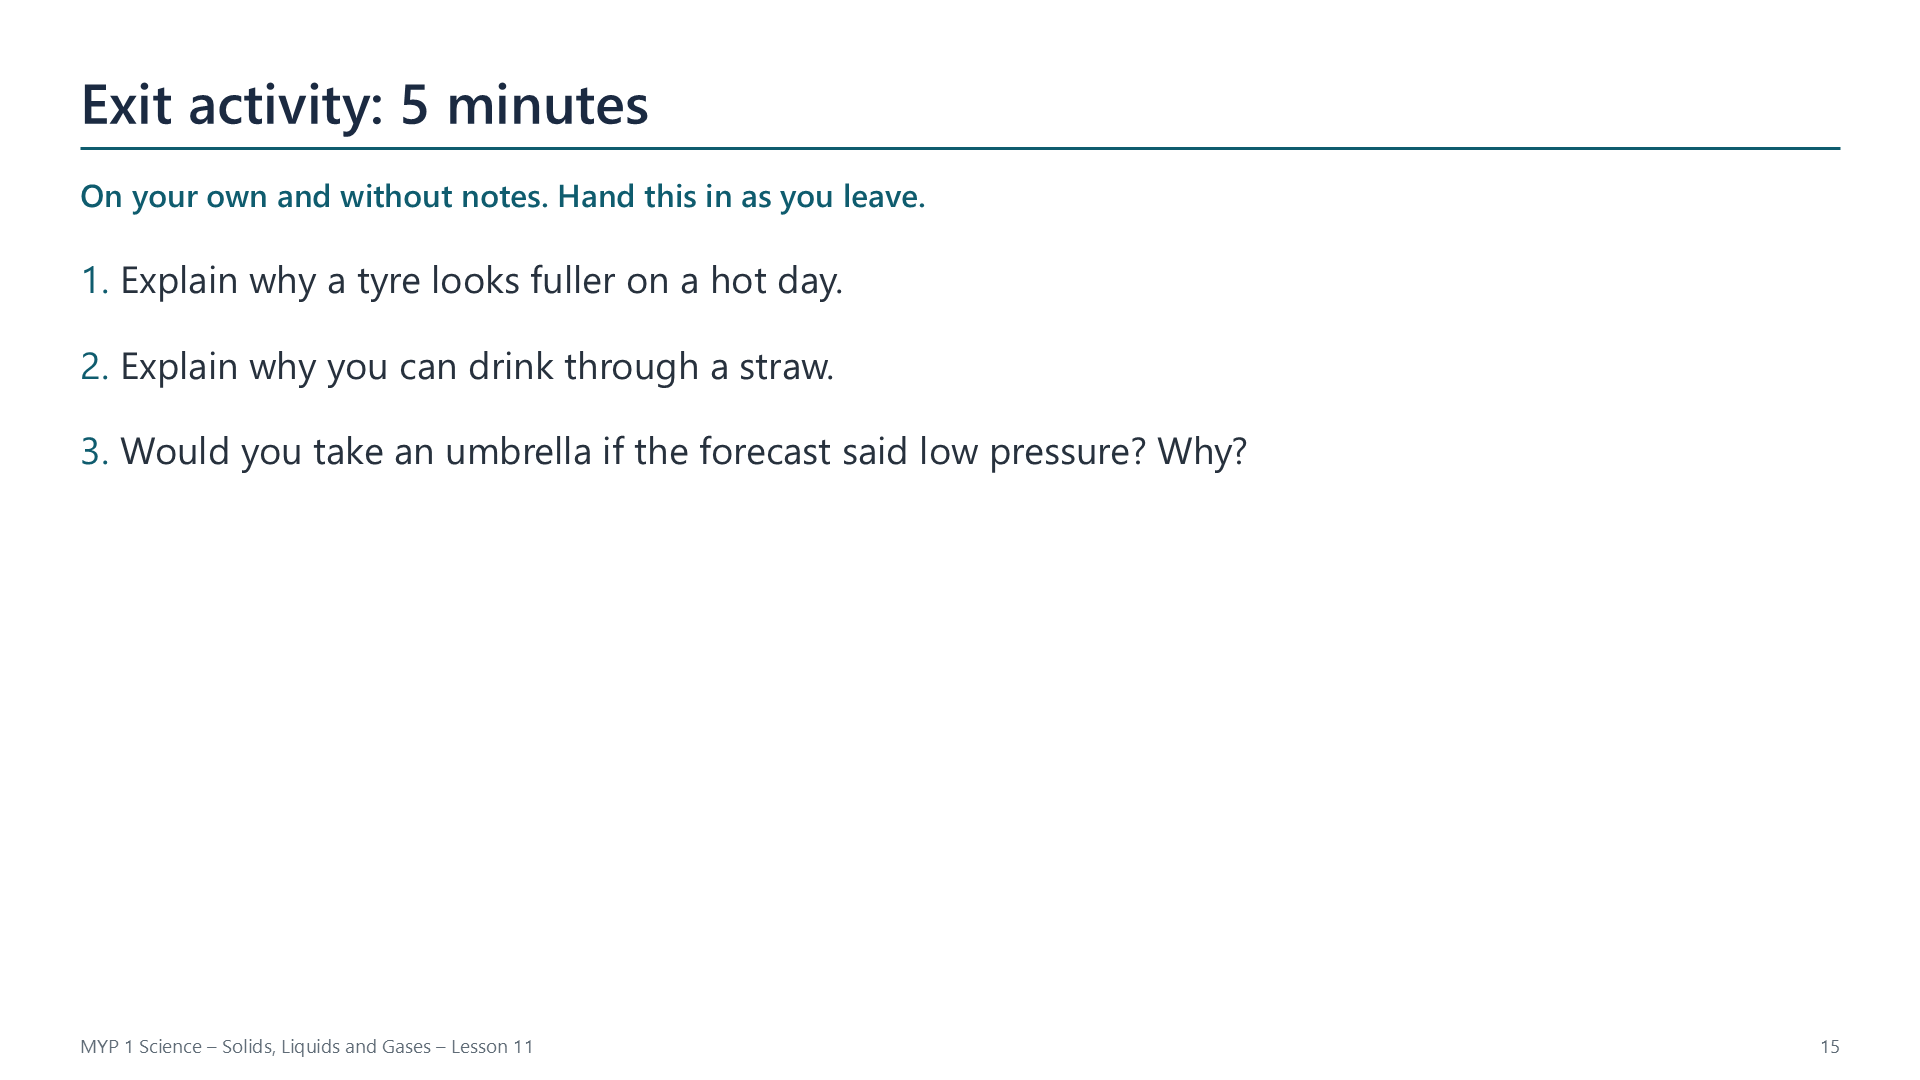 Exit activity: 5 minutes
On your own and without notes. Hand this in as you leave.
1. Explain why a tyre looks fuller on a hot day.
2. Explain why you can drink through a straw.
3. Would you take an umbrella if the forecast said low pressure? Why?
MYP 1 Science – Solids, Liquids and Gases – Lesson 11
15